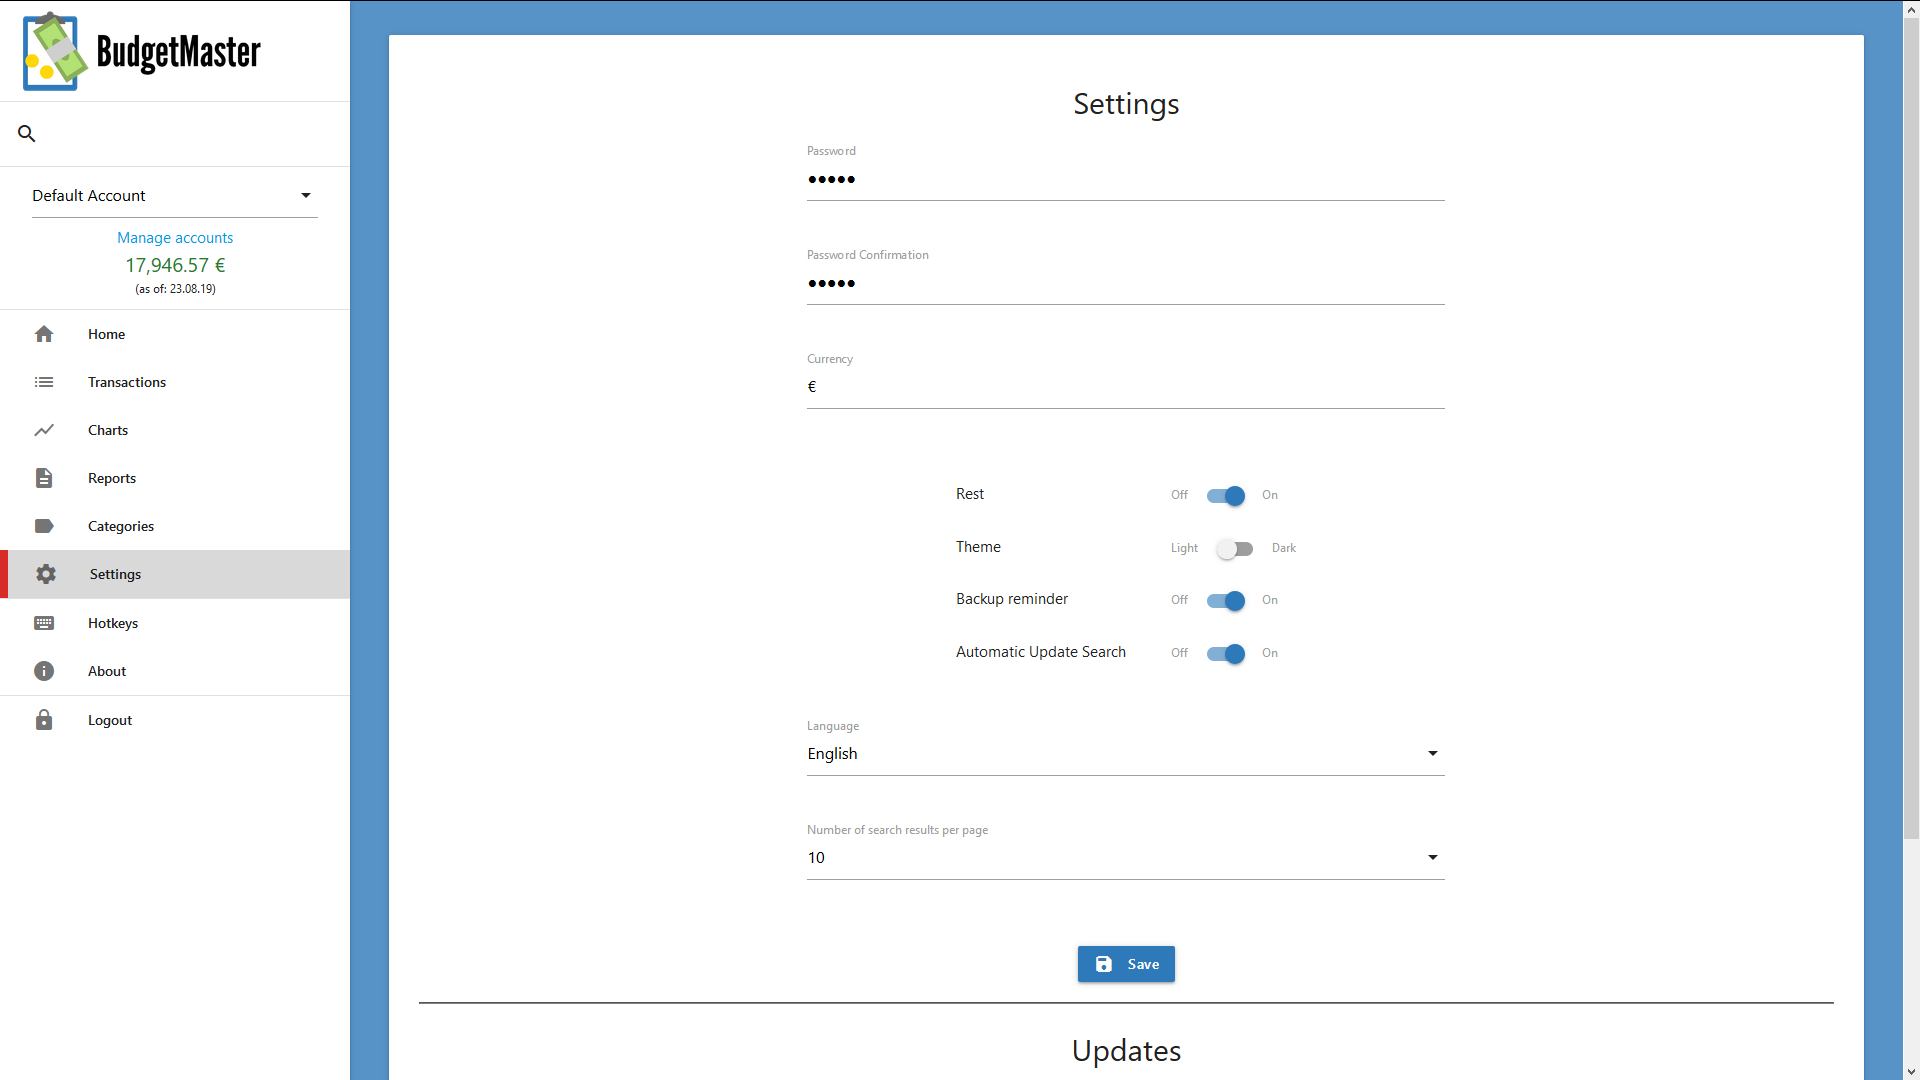 BudgetMaster
Default Account
Manage accounts
17,946.57 €
(as of: 23.08.19)
Home
Transactions
Charts
Reports
Categories
Settings
Hotkeys
About
Logout
Settings
Password
•••••
Password Confirmation
•••••
Currency
€
Rest Off On
Theme Light Dark
Backup reminder Off On
Automatic Update Search Off On
Language
English
Number of search results per page
10
Save
Updates